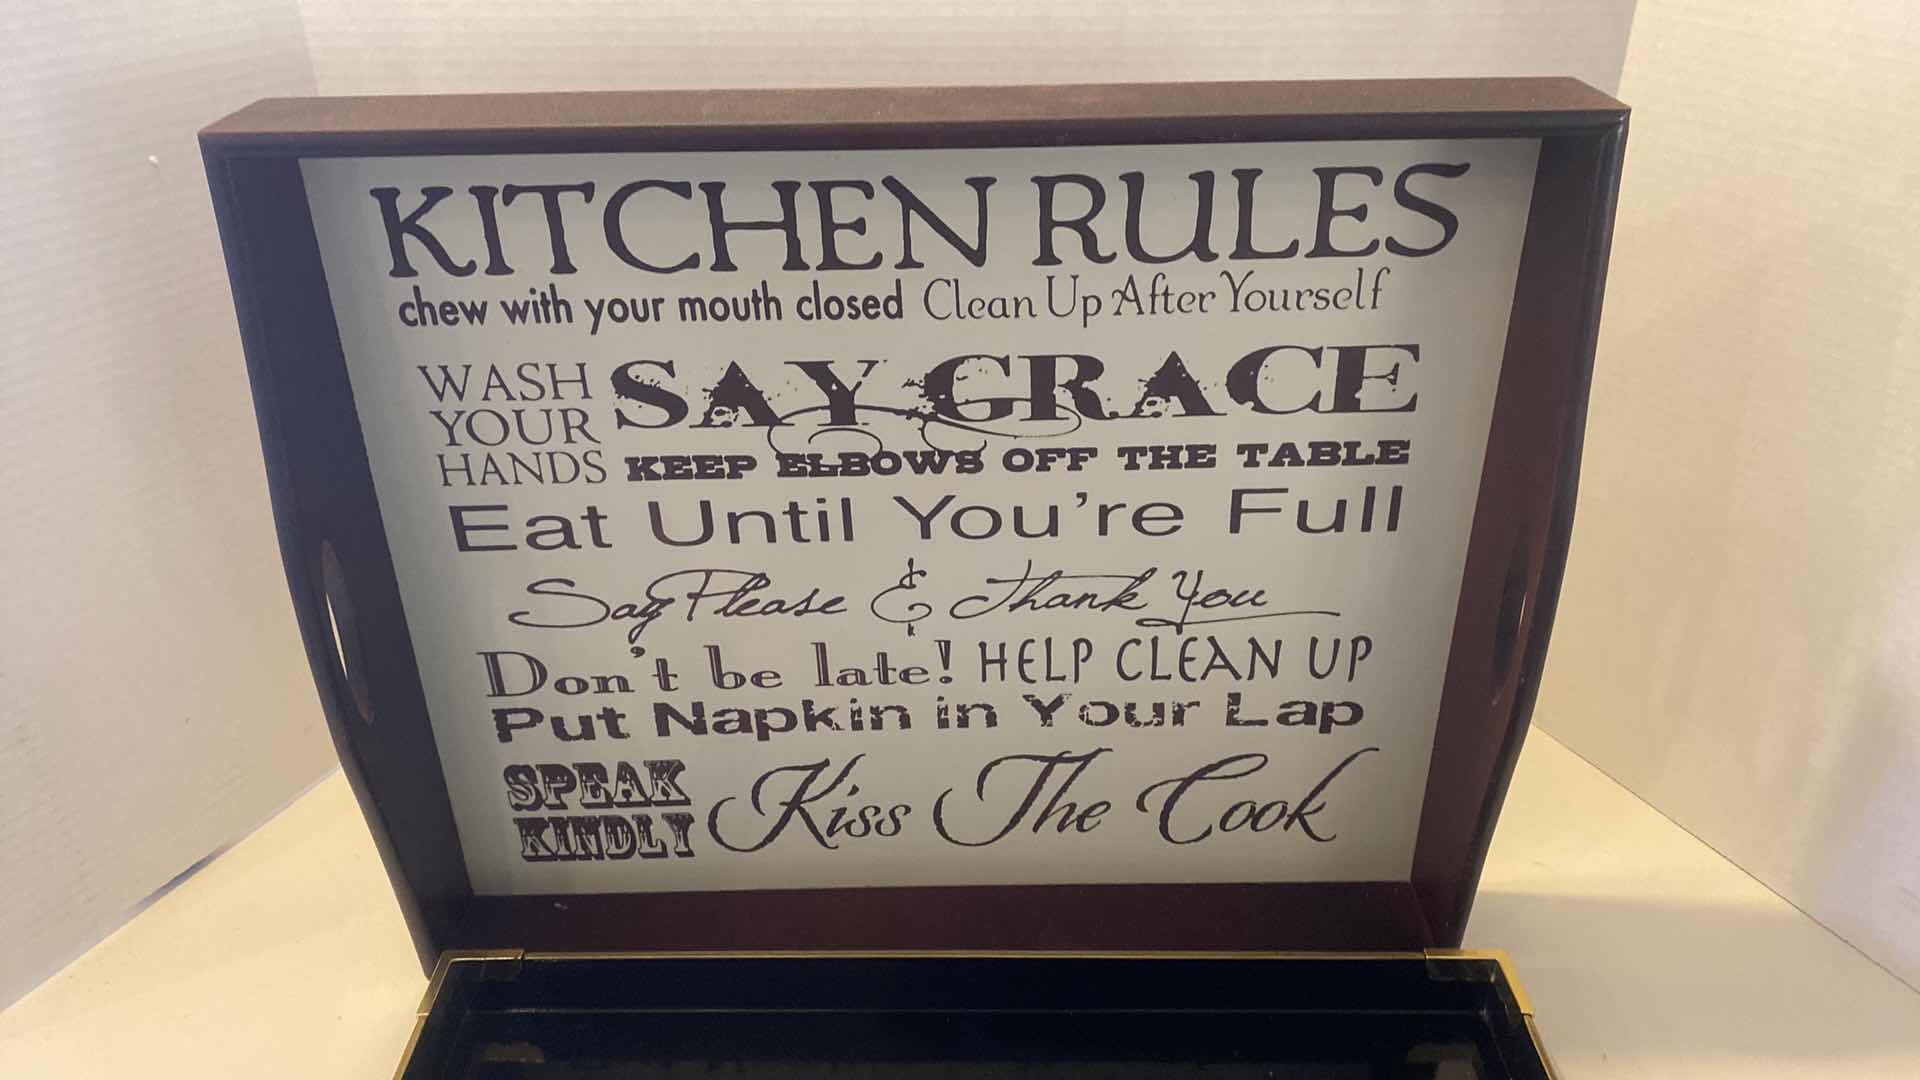 KITCHEN RULES
chew with your mouth closed Clean Up After Yourself
WASH
YOUR
HANDS
SAY GRACE
KEEP ELBOWS OFF THE TABLE
Eat Until You're Full
Say Please & Thank You
Don't be late! HELP CLEAN UP
Put Napkin in Your Lap
SPEAK
KINDLY
Kiss The Cook